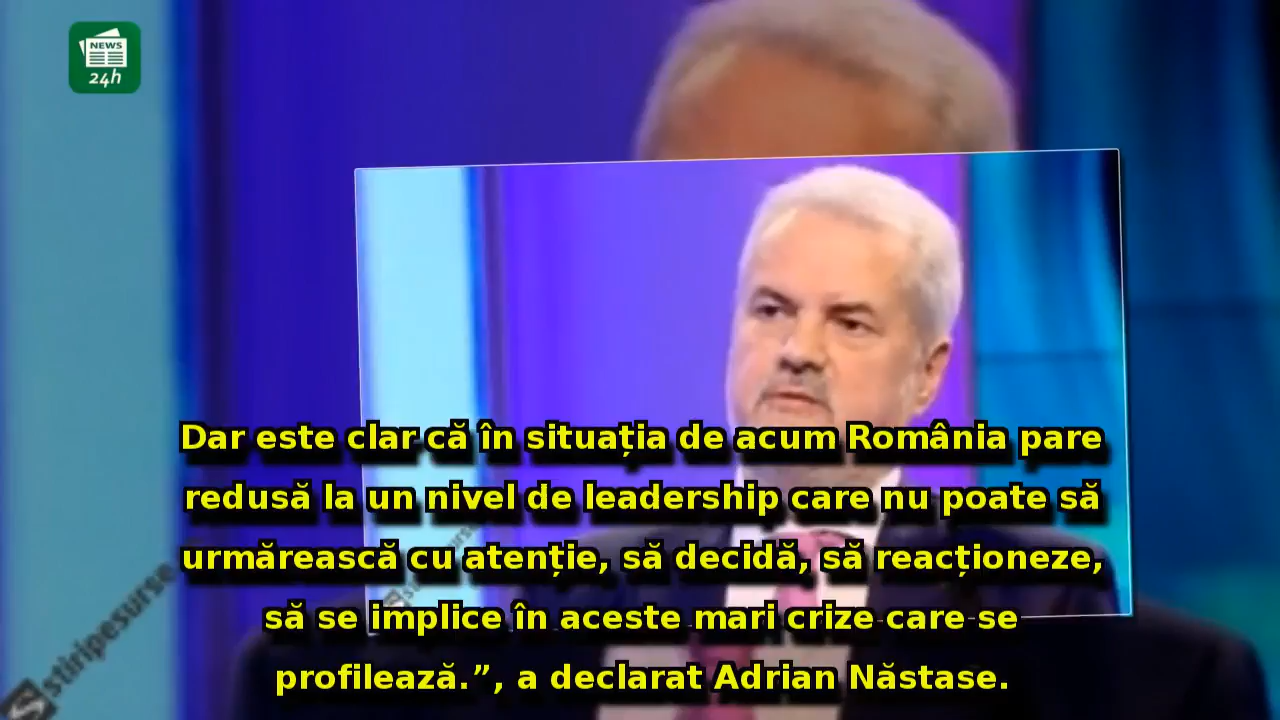 NEWS
24h
Dar este clar că în situația de acum România pare
redusă la un nivel de leadership care nu poate să
urmărească cu atenție, să decidă, să reacționeze,
să se implice în aceste mari crize care se
profilează.”, a declarat Adrian Năstase.
stiripesurse